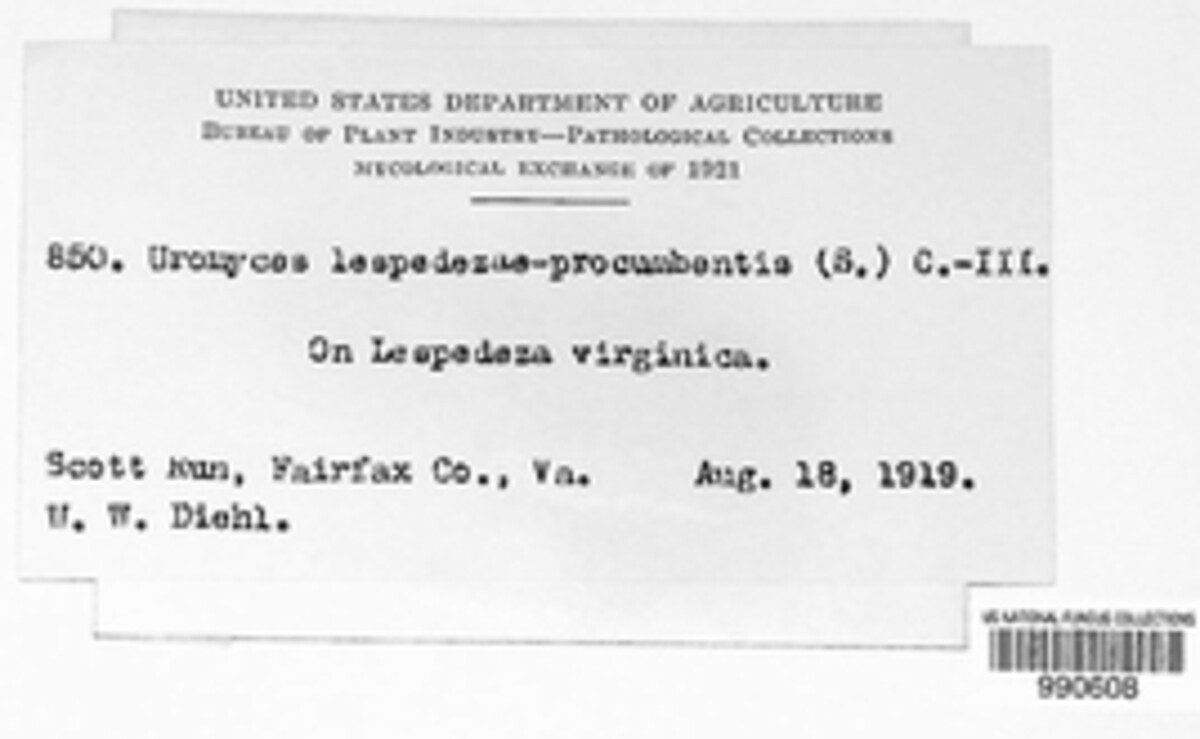 UNITED STATES DEPARTMENT OF AGRICULTURE
BUREAU OF PLANT INDUSTRY—PATHOLOGICAL COLLECTIONS
MYCOLOGICAL EXCHANGE OF 1921
850. Uromyces lespedezae-procumbentis (S.) C.-III.
On Lespedeza virginica.
Scott Run, Fairfax Co., Va. Aug. 18, 1919.
W. W. Diehl.
US NATIONAL FUNGUS COLLECTIONS
990608